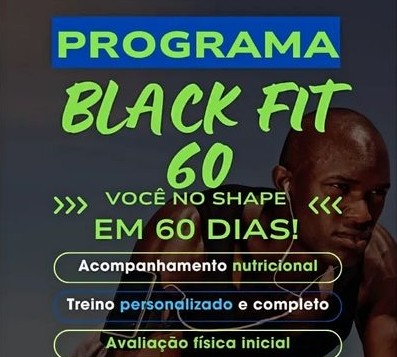 PROGRAMA
BLACK FIT
60
>>> VOCÊ NO SHAPE <<<
EM 60 DIAS!
Acompanhamento nutricional
Treino personalizado e completo
Avaliação física inicial